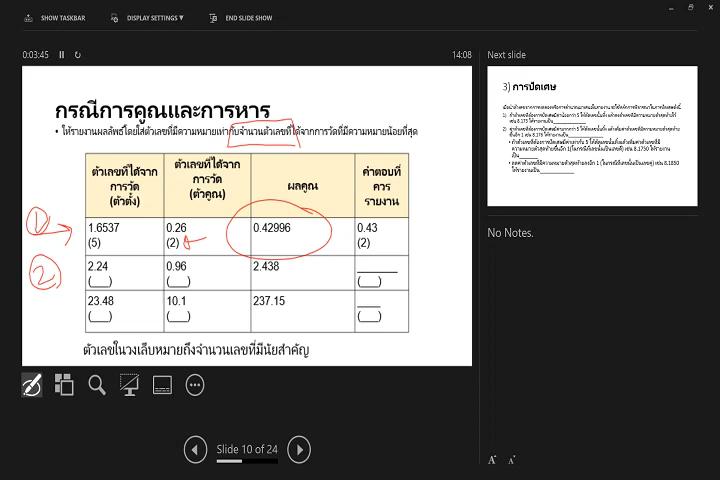 SHOW TASKBAR
DISPLAY SETTINGS ▼
END SLIDE SHOW
0:03:45
14:08
กรณีการคูณและการหาร
• ให้รายงานผลลัพธ์โดยใส่ตัวเลขที่มีความหมายเท่ากับจำนวนตัวเลขที่ได้จากการวัดที่มีความหมายน้อยที่สุด
ตัวเลขที่ได้จากการวัด (ตัวตั้ง)
ตัวเลขที่ได้จากการวัด (ตัวคูณ)
ผลคูณ
คำตอบที่ควรรายงาน
① 1.6537 (5)
0.26 (2)
0.42996
0.43 (2)
② 2.24 (__)
0.96 (__)
2.438
______ (__)
23.48 (__)
10.1 (__)
237.15
____ (__)
ตัวเลขในวงเล็บหมายถึงจำนวนเลขที่มีนัยสำคัญ
Slide 10 of 24
Next slide
3) การปัดเศษ
No Notes.
A
A